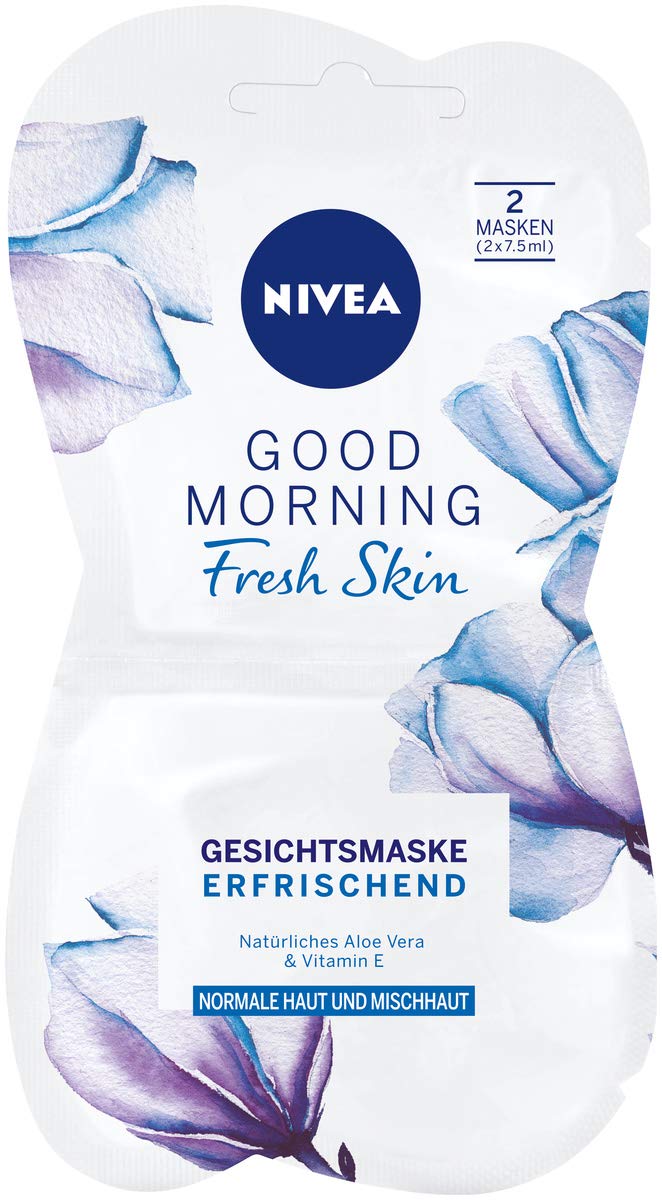 2
MASKEN
(2x7.5ml)
NIVEA
GOOD
MORNING
Fresh Skin
GESICHTSMASKE
ERFRISCHEND
Natürliches Aloe Vera
& Vitamin E
NORMALE HAUT UND MISCHHAUT